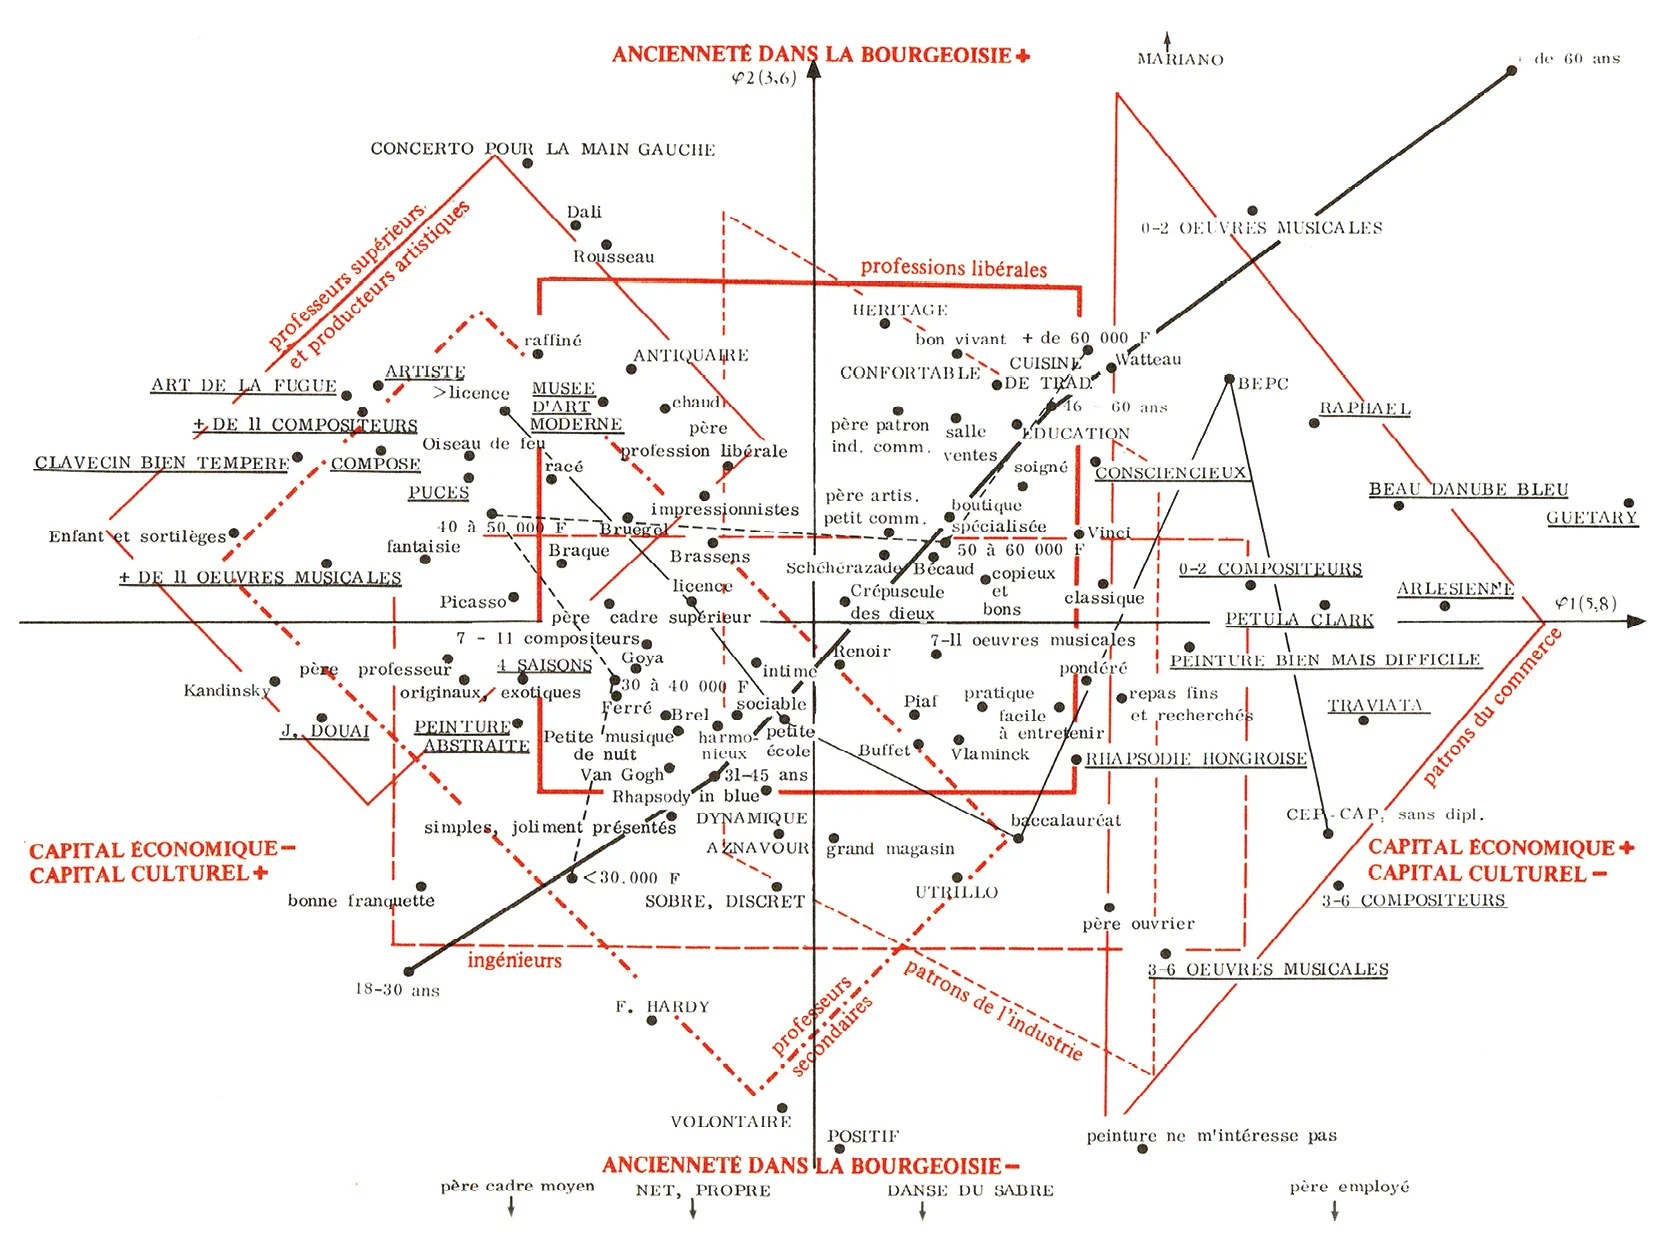 ANCIENNETÉ DANS LA BOURGEOISIE +
φ2(3,6)
MARIANO
de 60 ans
CONCERTO POUR LA MAIN GAUCHE
professeurs supérieurs
et producteurs artistiques
Dali
Rousseau
0-2 OEUVRES MUSICALES
professions libérales
HERITAGE
bon vivant
+ de 60 000 F
raffiné
ANTIQUAIRE
CONFORTABLE
CUISINE
DE TRAD.
Watteau
BEPC
ART DE LA FUGUE
ARTISTE
>licence
MUSEE
D'ART
MODERNE
chaud
46 - 60 ans
RAPHAEL
+ DE 11 COMPOSITEURS
père
profession libérale
père patron
ind. comm.
salle
ventes
EDUCATION
Oiseau de feu
CLAVECIN BIEN TEMPERE
COMPOSE
racé
soigné
CONSCIENCIEUX
PUCES
impressionnistes
père artis.
petit comm.
boutique
spécialisée
BEAU DANUBE BLEU
GUETARY
40 à 50.000 F
Bruegel
Vinci
Enfant et sortilèges
fantaisie
Braque
Brassens
50 à 60 000 F
Schéhérazade
Bécaud
copieux
et
bons
+ DE 11 OEUVRES MUSICALES
licence
Crépuscule
des dieux
classique
0-2 COMPOSITEURS
ARLESIENNE
φ1(5,8)
Picasso
père cadre supérieur
PETULA CLARK
7 - 11 compositeurs
7-11 oeuvres musicales
père professeur
4 SAISONS
Goya
intime
Renoir
pondéré
PEINTURE BIEN MAIS DIFFICILE
Kandinsky
originaux, exotiques
30 à 40 000 F
Ferré
Brel
sociable
Piaf
pratique
facile
à entretenir
repas fins
et recherchés
TRAVIATA
patrons du commerce
J. DOUAI
PEINTURE
ABSTRAITE
Petite musique
de nuit
harmo-
nieux
petite
école
Buffet
Vlaminck
RHAPSODIE HONGROISE
Van Gogh
31-45 ans
Rhapsody in blue
simples, joliment présentés
DYNAMIQUE
baccalauréat
CEP-CAP, sans dipl.
CAPITAL ÉCONOMIQUE −
CAPITAL CULTUREL +
AZNAVOUR
grand magasin
CAPITAL ÉCONOMIQUE +
CAPITAL CULTUREL −
<30.000 F
bonne franquette
SOBRE, DISCRET
UTRILLO
3-6 COMPOSITEURS
père ouvrier
ingénieurs
3-6 OEUVRES MUSICALES
18-30 ans
F. HARDY
professeurs
secondaires
patrons de l'industrie
VOLONTAIRE
POSITIF
peinture ne m'intéresse pas
ANCIENNETÉ DANS LA BOURGEOISIE −
père cadre moyen
NET, PROPRE
DANSE DU SABRE
père employé